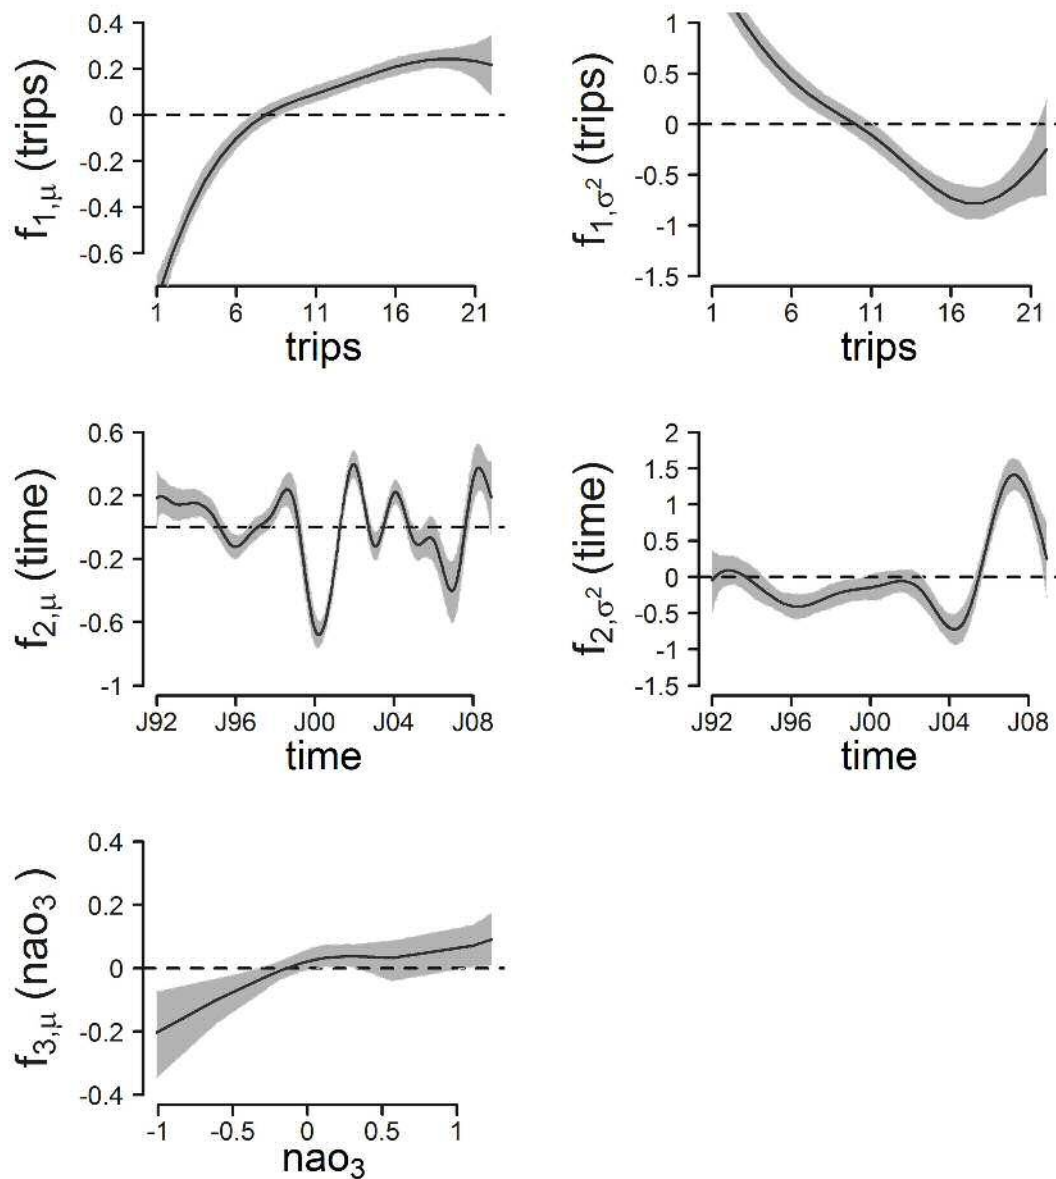 0.4
0.2
0
-0.2
-0.4
-0.6
f1,μ (trips)
1 6 11 16 21
trips
1
0.5
0
-0.5
-1
-1.5
f1,σ² (trips)
1 6 11 16 21
trips
0.6
0.2
-0.2
-0.6
-1
f2,μ (time)
J92 J96 J00 J04 J08
time
2
1.5
1
0.5
0
-0.5
-1
-1.5
f2,σ² (time)
J92 J96 J00 J04 J08
time
0.4
0.2
0
-0.2
-0.4
f3,μ (nao₃ )
-1 -0.5 0 0.5 1
nao₃